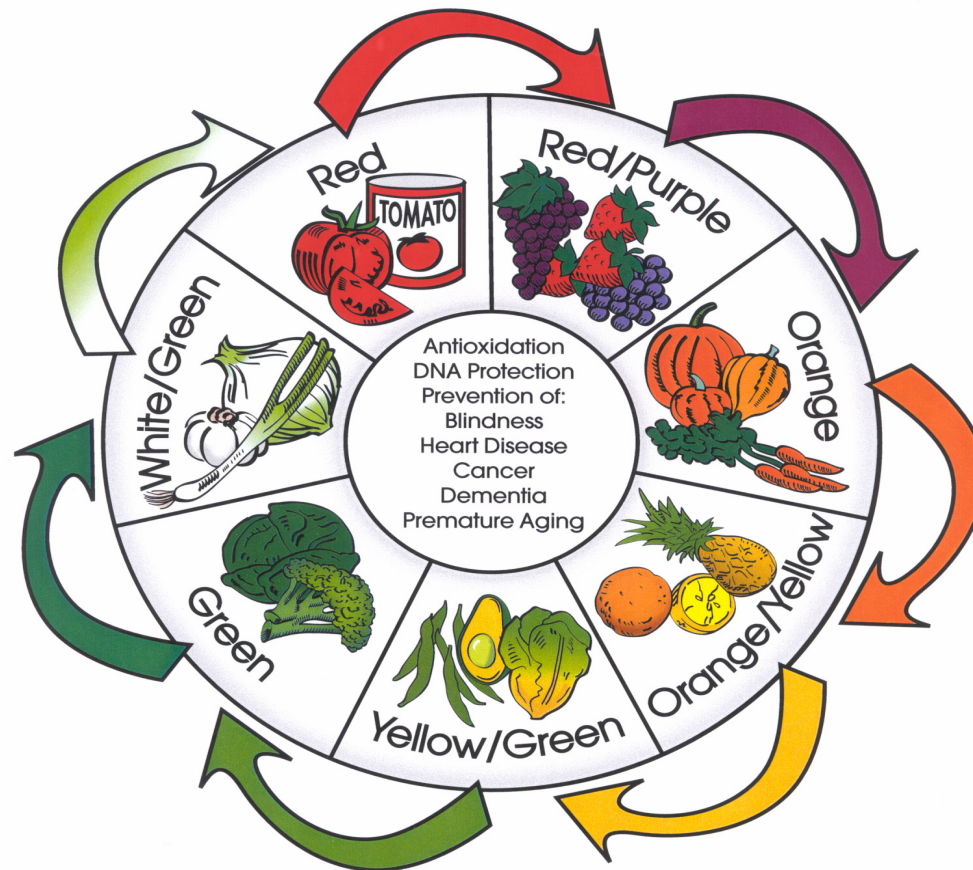 Red
TOMATO
Red/Purple
Orange
Orange/Yellow
Yellow/Green
Green
White/Green
Antioxidation
DNA Protection
Prevention of:
Blindness
Heart Disease
Cancer
Dementia
Premature Aging